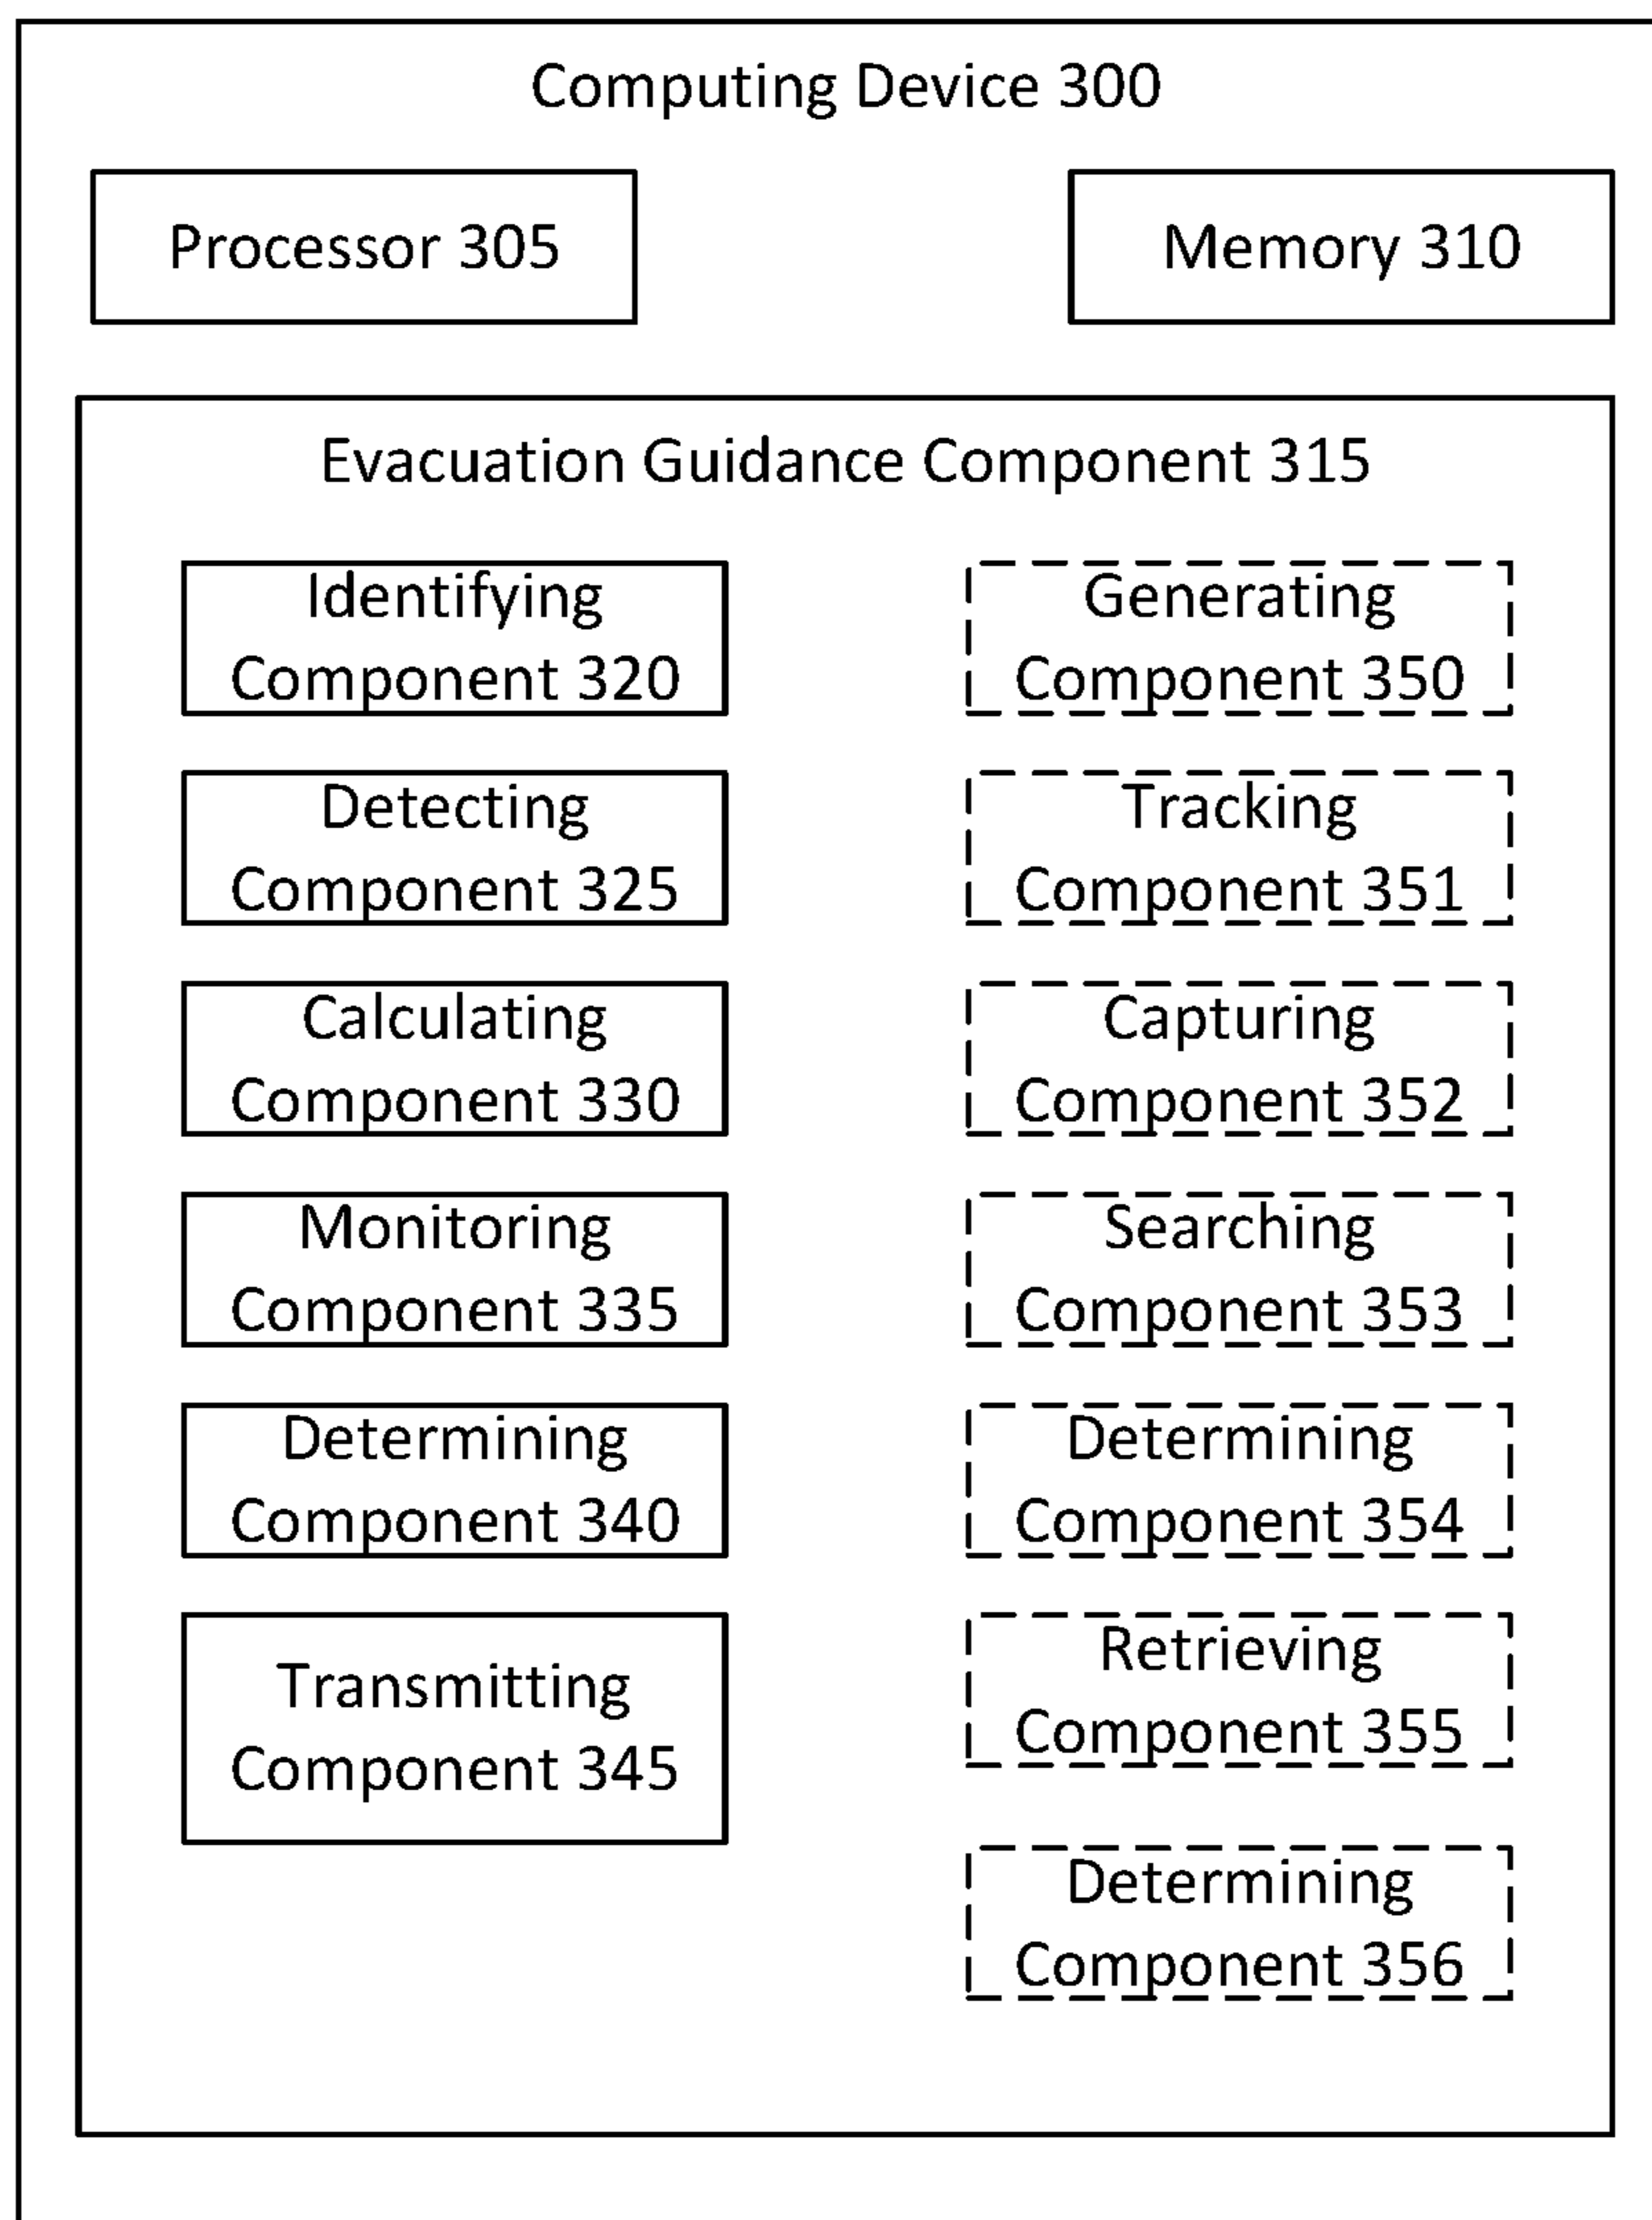 Computing Device 300
Processor 305
Memory 310
Evacuation Guidance Component 315
Identifying
Component 320
Detecting
Component 325
Calculating
Component 330
Monitoring
Component 335
Determining
Component 340
Transmitting
Component 345
Generating
Component 350
Tracking
Component 351
Capturing
Component 352
Searching
Component 353
Determining
Component 354
Retrieving
Component 355
Determining
Component 356